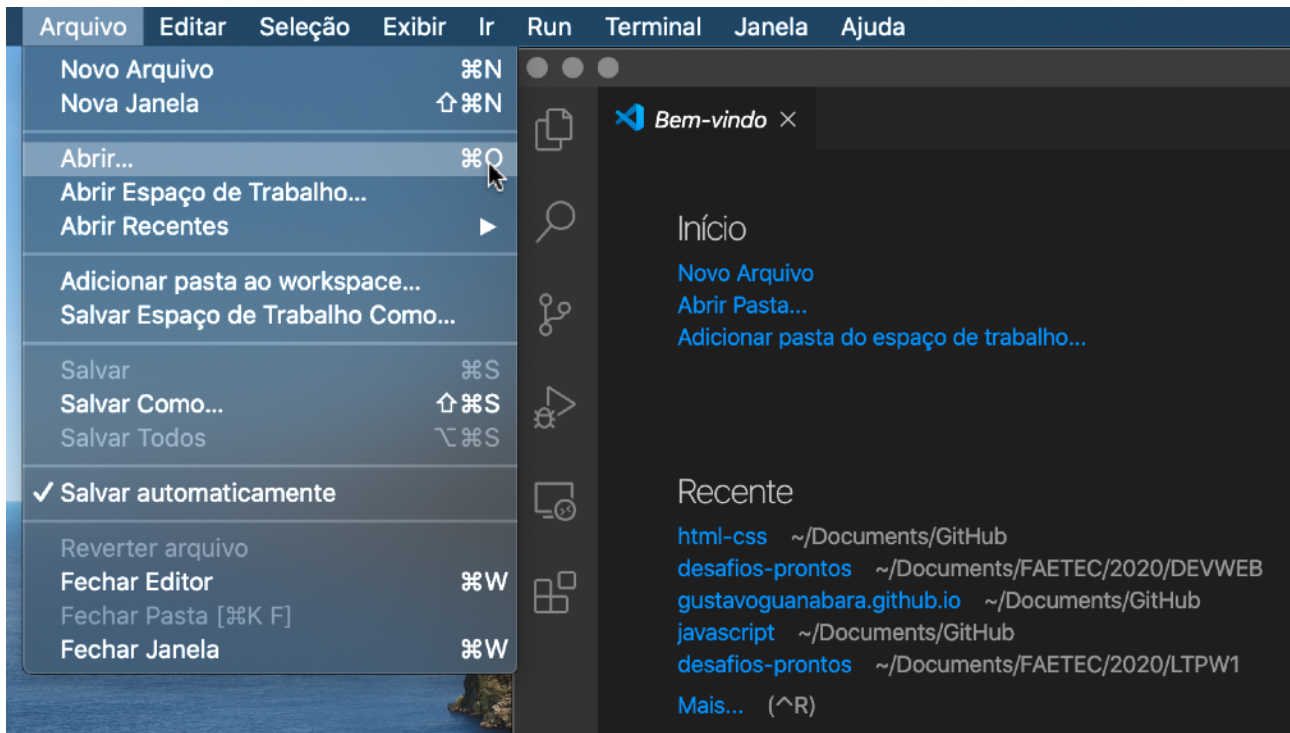 Arquivo Editar Seleção Exibir Ir Run Terminal Janela Ajuda
Novo Arquivo ⌘N
Nova Janela ⇧⌘N
Abrir... ⌘O
Abrir Espaço de Trabalho...
Abrir Recentes ▶
Adicionar pasta ao workspace...
Salvar Espaço de Trabalho Como...
Salvar ⌘S
Salvar Como... ⇧⌘S
Salvar Todos ⌥⌘S
✓ Salvar automaticamente
Reverter arquivo
Fechar Editor ⌘W
Fechar Pasta [⌘K F]
Fechar Janela ⌘W
Bem-vindo ×
Início
Novo Arquivo
Abrir Pasta...
Adicionar pasta do espaço de trabalho...
Recente
html-css ~/Documents/GitHub
desafios-prontos ~/Documents/FAETEC/2020/DEVWEB
gustavoguanabara.github.io ~/Documents/GitHub
javascript ~/Documents/GitHub
desafios-prontos ~/Documents/FAETEC/2020/LTPW1
Mais... (^R)